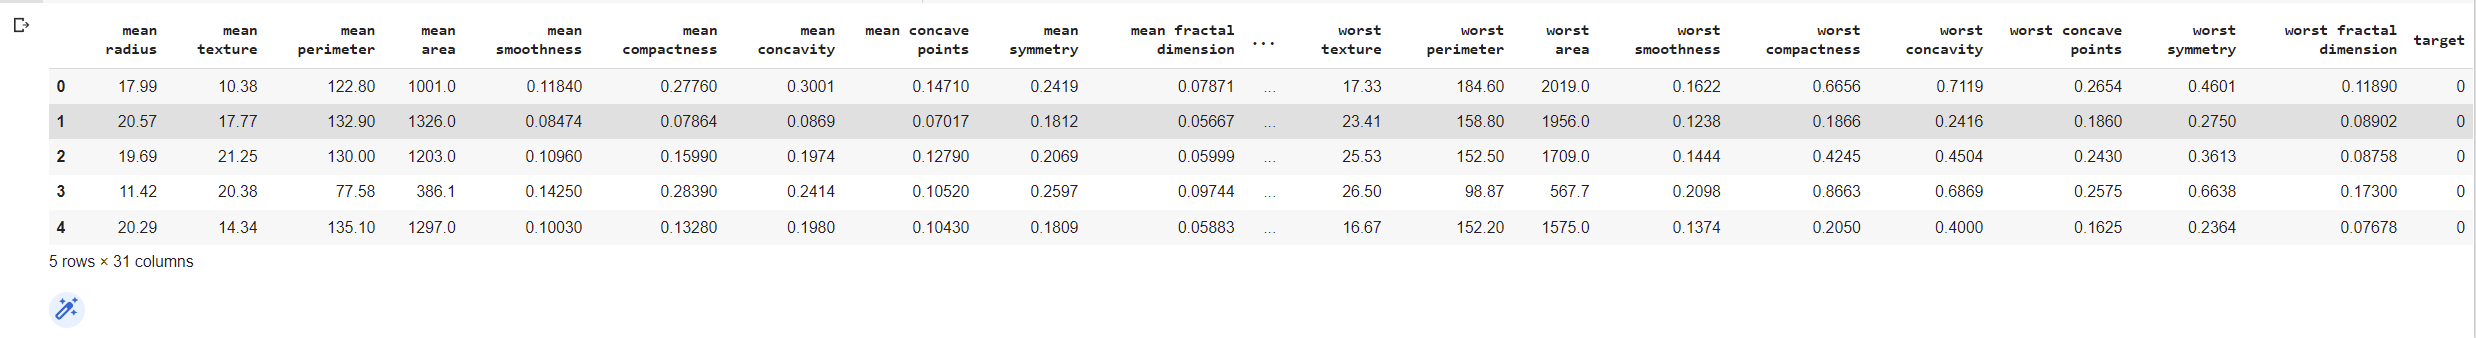 mean radius mean texture mean perimeter mean area mean smoothness mean compactness mean concavity mean concave points mean symmetry mean fractal dimension ... worst texture worst perimeter worst area worst smoothness worst compactness worst concavity worst concave points worst symmetry worst fractal dimension target
0 17.99 10.38 122.80 1001.0 0.11840 0.27760 0.3001 0.14710 0.2419 0.07871 ... 17.33 184.60 2019.0 0.1622 0.6656 0.7119 0.2654 0.4601 0.11890 0
1 20.57 17.77 132.90 1326.0 0.08474 0.07864 0.0869 0.07017 0.1812 0.05667 ... 23.41 158.80 1956.0 0.1238 0.1866 0.2416 0.1860 0.2750 0.08902 0
2 19.69 21.25 130.00 1203.0 0.10960 0.15990 0.1974 0.12790 0.2069 0.05999 ... 25.53 152.50 1709.0 0.1444 0.4245 0.4504 0.2430 0.3613 0.08758 0
3 11.42 20.38 77.58 386.1 0.14250 0.28390 0.2414 0.10520 0.2597 0.09744 ... 26.50 98.87 567.7 0.2098 0.8663 0.6869 0.2575 0.6638 0.17300 0
4 20.29 14.34 135.10 1297.0 0.10030 0.13280 0.1980 0.10430 0.1809 0.05883 ... 16.67 152.20 1575.0 0.1374 0.2050 0.4000 0.1625 0.2364 0.07678 0
5 rows × 31 columns